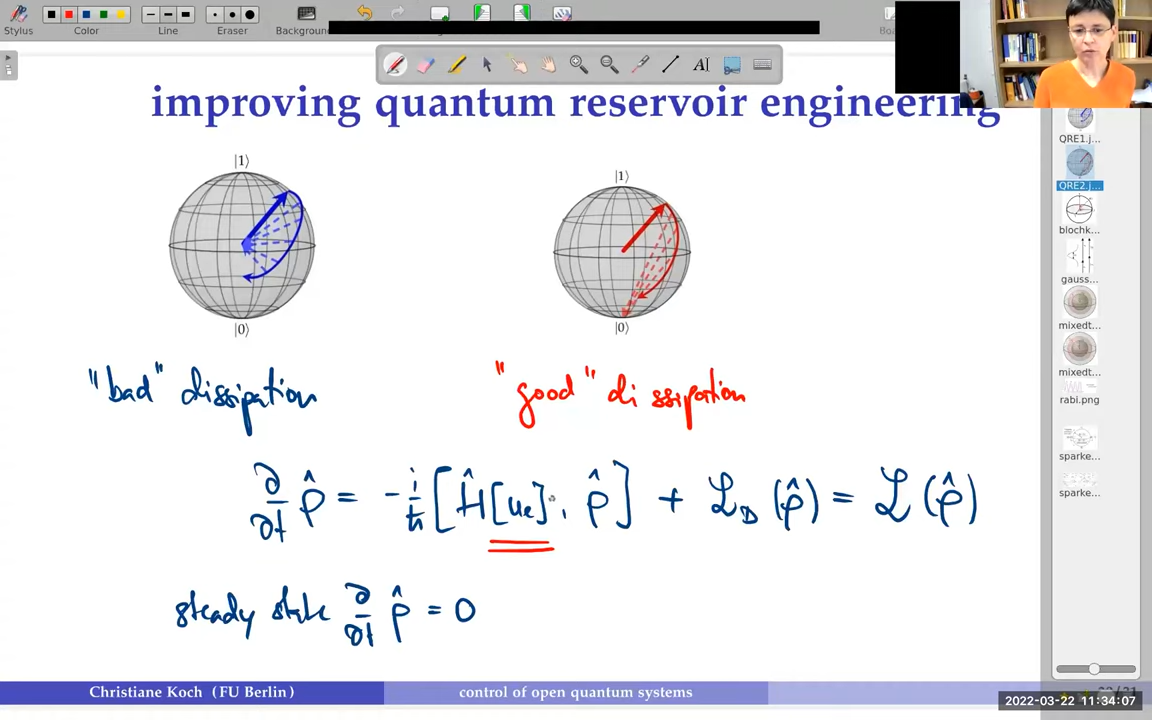 Stylus
Color
Line
Eraser
Background
improving quantum reservoir engineering
|1⟩
|1⟩
|0⟩
|0⟩
"bad" dissipation
"good" dissipation
∂/∂t ρ̂ = -i/ħ [Ĥ[uₑ], ρ̂] + 𝓛_D (ρ̂) = 𝓛 (ρ̂)
steady state ∂/∂t ρ̂ = 0
Christiane Koch (FU Berlin)
control of open quantum systems
QRE1.j...
QRE2.j...
blochk...
gauss...
mixedt...
mixedt...
rabi.png
sparke...
sparke...
2022-03-22 11:34:07